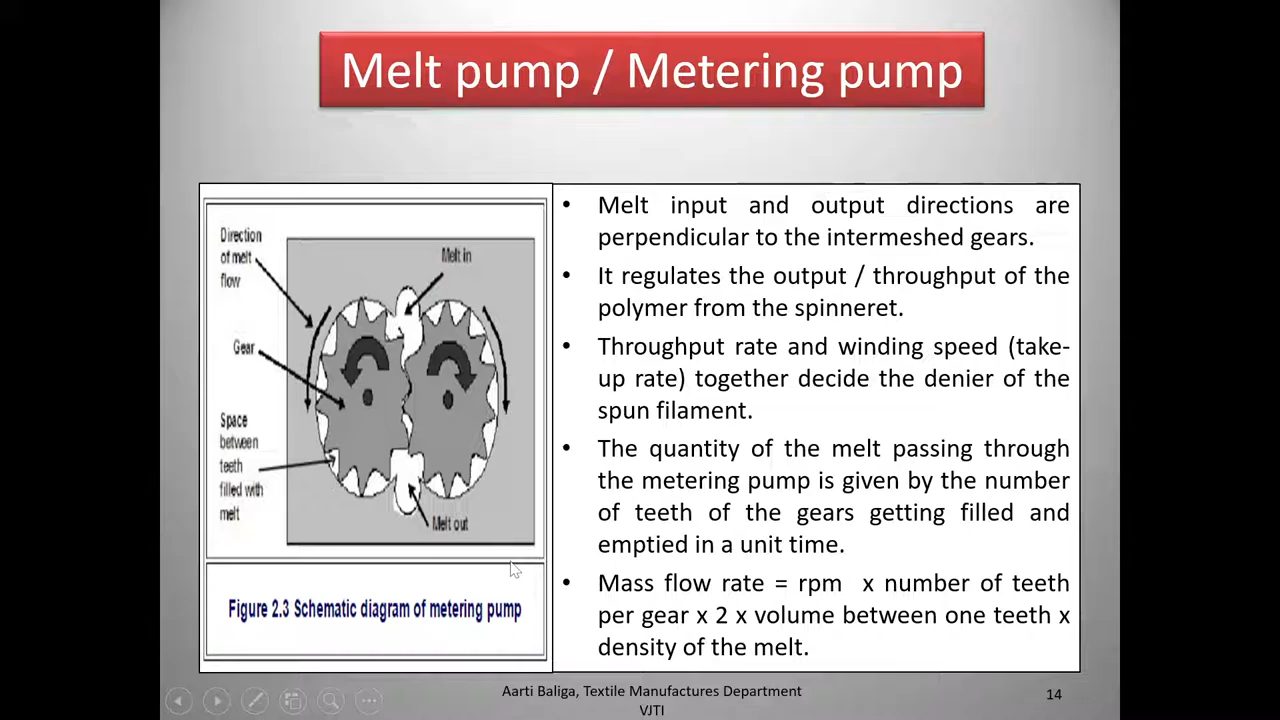 Melt pump / Metering pump
Direction
of melt
flow
Melt in
Gear
Space
between
teeth
filled with
melt
Melt out
Figure 2.3 Schematic diagram of metering pump
• Melt input and output directions are
perpendicular to the intermeshed gears.
• It regulates the output / throughput of the
polymer from the spinneret.
• Throughput rate and winding speed (take-
up rate) together decide the denier of the
spun filament.
• The quantity of the melt passing through
the metering pump is given by the number
of teeth of the gears getting filled and
emptied in a unit time.
• Mass flow rate = rpm x number of teeth
per gear x 2 x volume between one teeth x
density of the melt.
Aarti Baliga, Textile Manufactures Department
VJTI
14